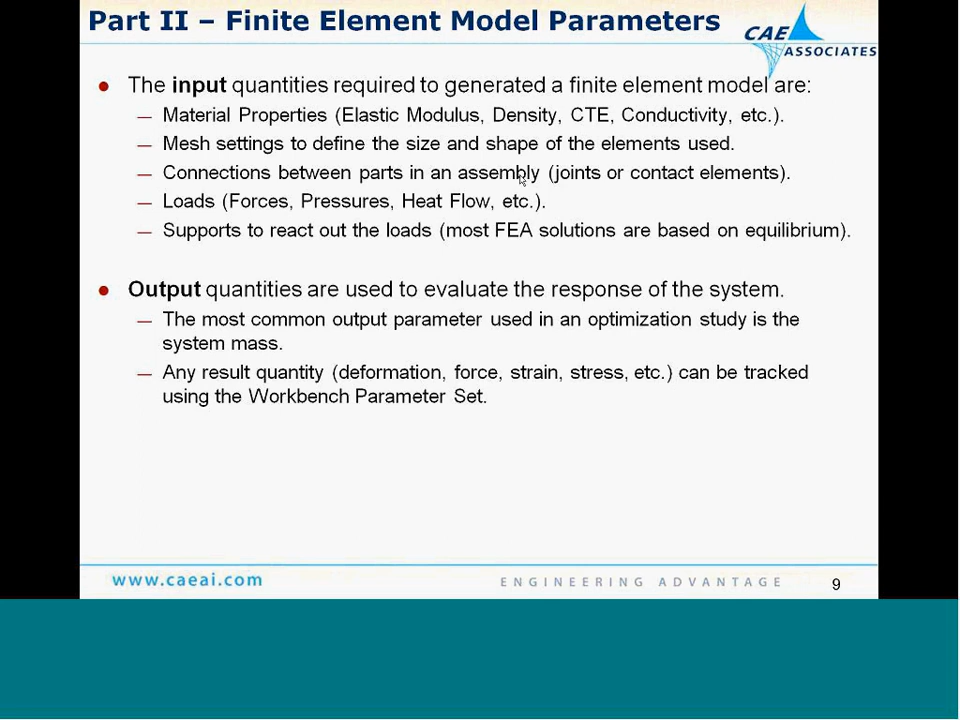 Part II – Finite Element Model Parameters
CAE
ASSOCIATES
● The input quantities required to generated a finite element model are:
— Material Properties (Elastic Modulus, Density, CTE, Conductivity, etc.).
— Mesh settings to define the size and shape of the elements used.
— Connections between parts in an assembly (joints or contact elements).
— Loads (Forces, Pressures, Heat Flow, etc.).
— Supports to react out the loads (most FEA solutions are based on equilibrium).
● Output quantities are used to evaluate the response of the system.
— The most common output parameter used in an optimization study is the
system mass.
— Any result quantity (deformation, force, strain, stress, etc.) can be tracked
using the Workbench Parameter Set.
www.caeai.com
ENGINEERING ADVANTAGE
9